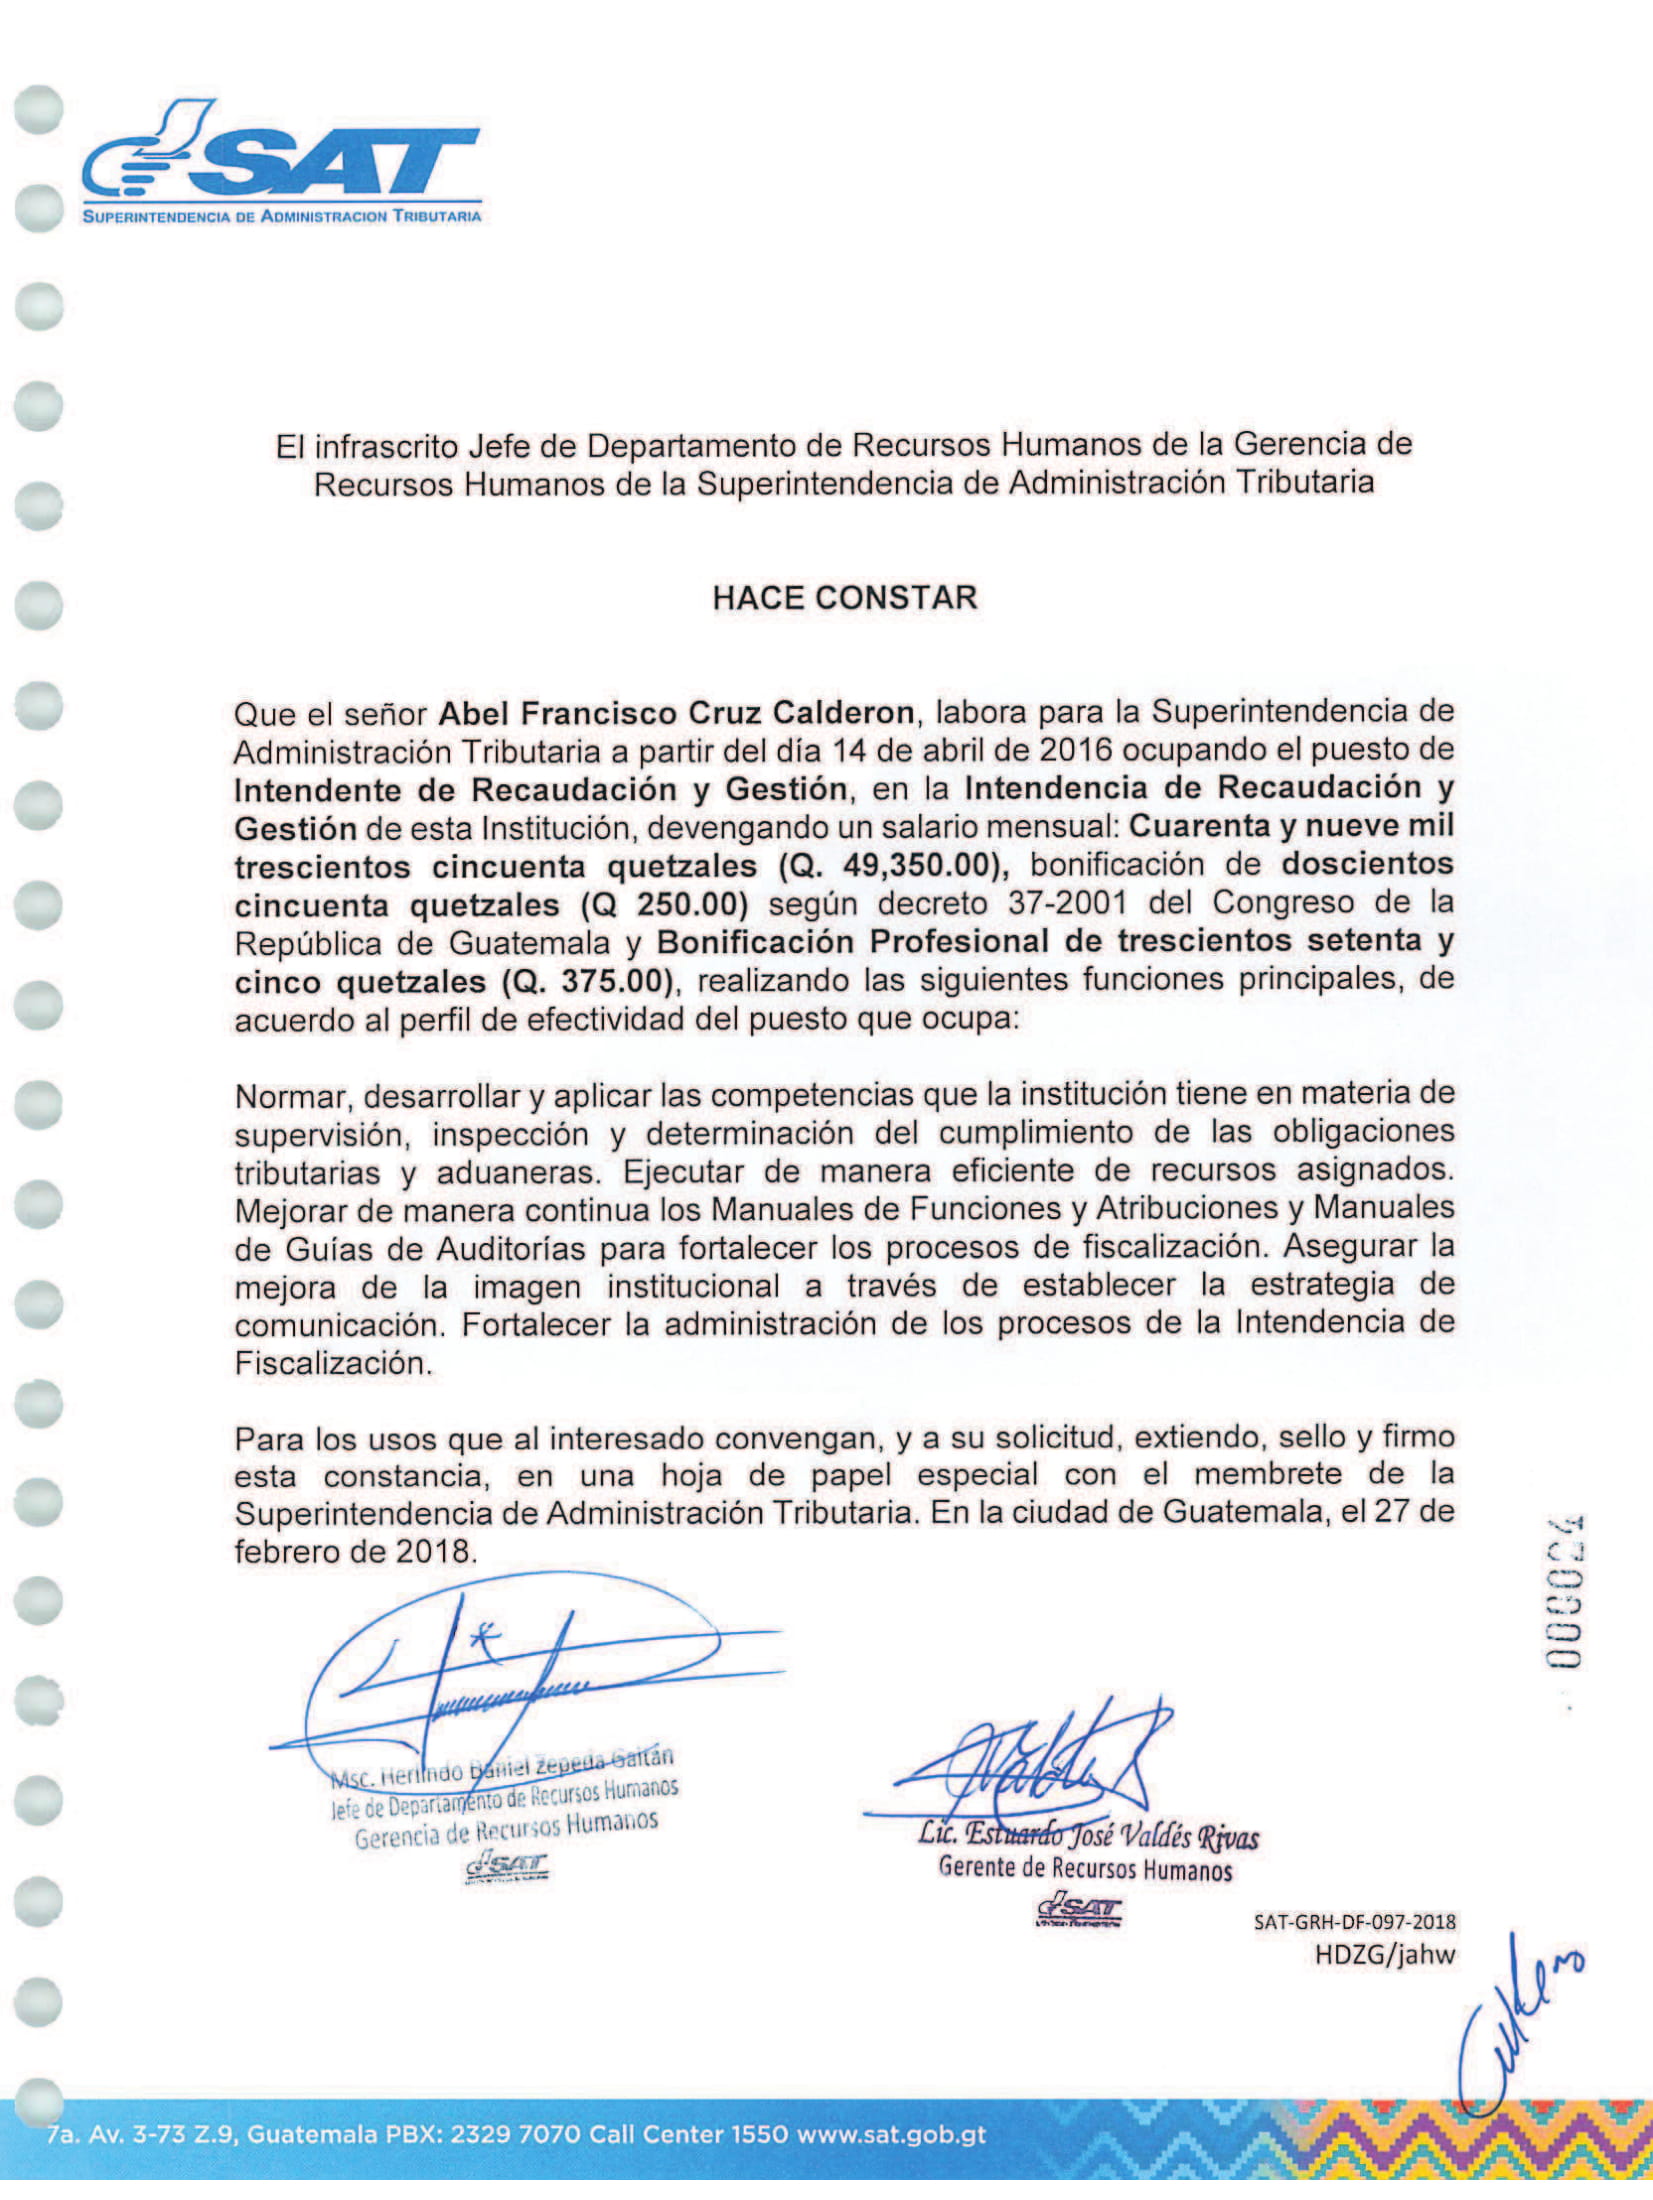 SAT
SUPERINTENDENCIA DE ADMINISTRACION TRIBUTARIA
El infrascrito Jefe de Departamento de Recursos Humanos de la Gerencia de
Recursos Humanos de la Superintendencia de Administración Tributaria
HACE CONSTAR
Que el señor Abel Francisco Cruz Calderon, labora para la Superintendencia de
Administración Tributaria a partir del día 14 de abril de 2016 ocupando el puesto de
Intendente de Recaudación y Gestión, en la Intendencia de Recaudación y
Gestión de esta Institución, devengando un salario mensual: Cuarenta y nueve mil
trescientos cincuenta quetzales (Q. 49,350.00), bonificación de doscientos
cincuenta quetzales (Q 250.00) según decreto 37-2001 del Congreso de la
República de Guatemala y Bonificación Profesional de trescientos setenta y
cinco quetzales (Q. 375.00), realizando las siguientes funciones principales, de
acuerdo al perfil de efectividad del puesto que ocupa:
Normar, desarrollar y aplicar las competencias que la institución tiene en materia de
supervisión, inspección y determinación del cumplimiento de las obligaciones
tributarias y aduaneras. Ejecutar de manera eficiente de recursos asignados.
Mejorar de manera continua los Manuales de Funciones y Atribuciones y Manuales
de Guías de Auditorías para fortalecer los procesos de fiscalización. Asegurar la
mejora de la imagen institucional a través de establecer la estrategia de
comunicación. Fortalecer la administración de los procesos de la Intendencia de
Fiscalización.
Para los usos que al interesado convengan, y a su solicitud, extiendo, sello y firmo
esta constancia, en una hoja de papel especial con el membrete de la
Superintendencia de Administración Tributaria. En la ciudad de Guatemala, el 27 de
febrero de 2018.
000024
Msc. Herlindo Daniel Zepeda Gaitán
Jefe de Departamento de Recursos Humanos
Gerencia de Recursos Humanos
SAT
Lic. Estuardo José Valdés Rivas
Gerente de Recursos Humanos
SAT
SAT-GRH-DF-097-2018
HDZG/jahw
7a. Av. 3-73 Z.9, Guatemala PBX: 2329 7070 Call Center 1550 www.sat.gob.gt